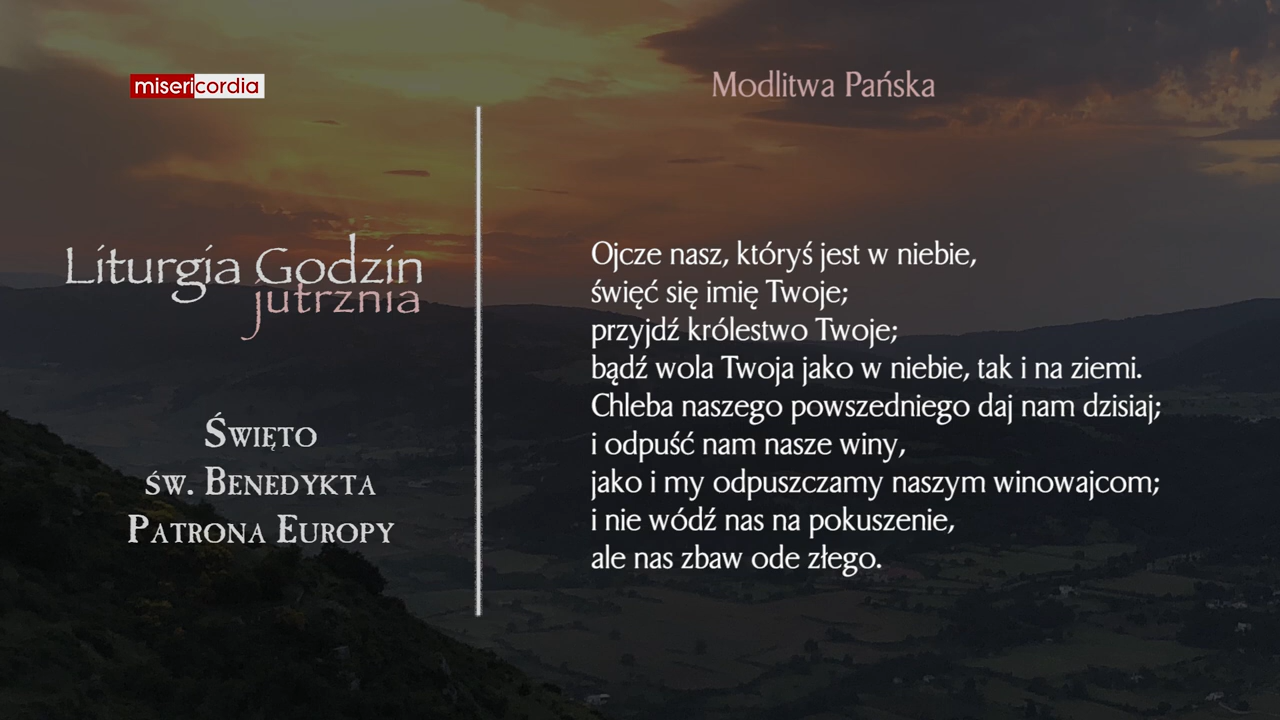 misericordia
Liturgia Godzin
jutrznia
Święto
św. Benedykta
Patrona Europy
Modlitwa Pańska
Ojcze nasz, któryś jest w niebie,
święć się imię Twoje;
przyjdź królestwo Twoje;
bądź wola Twoja jako w niebie, tak i na ziemi.
Chleba naszego powszedniego daj nam dzisiaj;
i odpuść nam nasze winy,
jako i my odpuszczamy naszym winowajcom;
i nie wódź nas na pokuszenie,
ale nas zbaw ode złego.